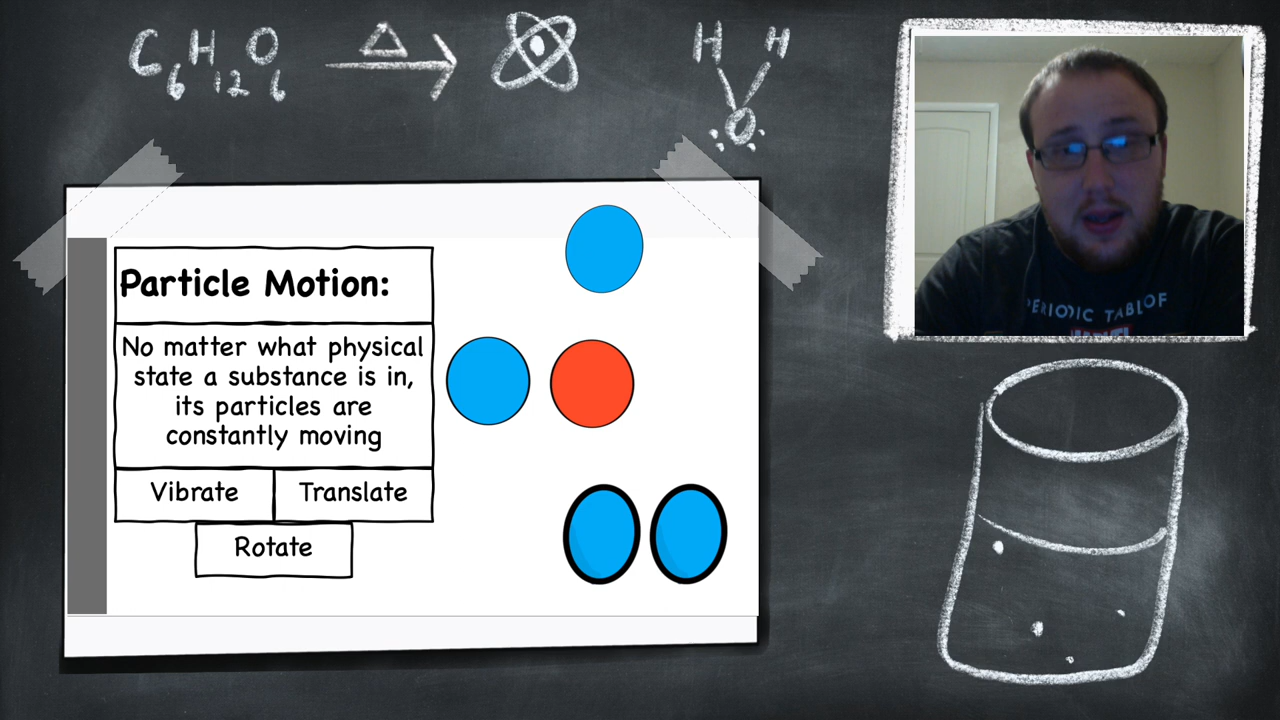 C6H12O6 Δ
H H
O
PERIODIC TABLE OF
MARVEL
Particle Motion:
No matter what physical
state a substance is in,
its particles are
constantly moving
Vibrate Translate
Rotate